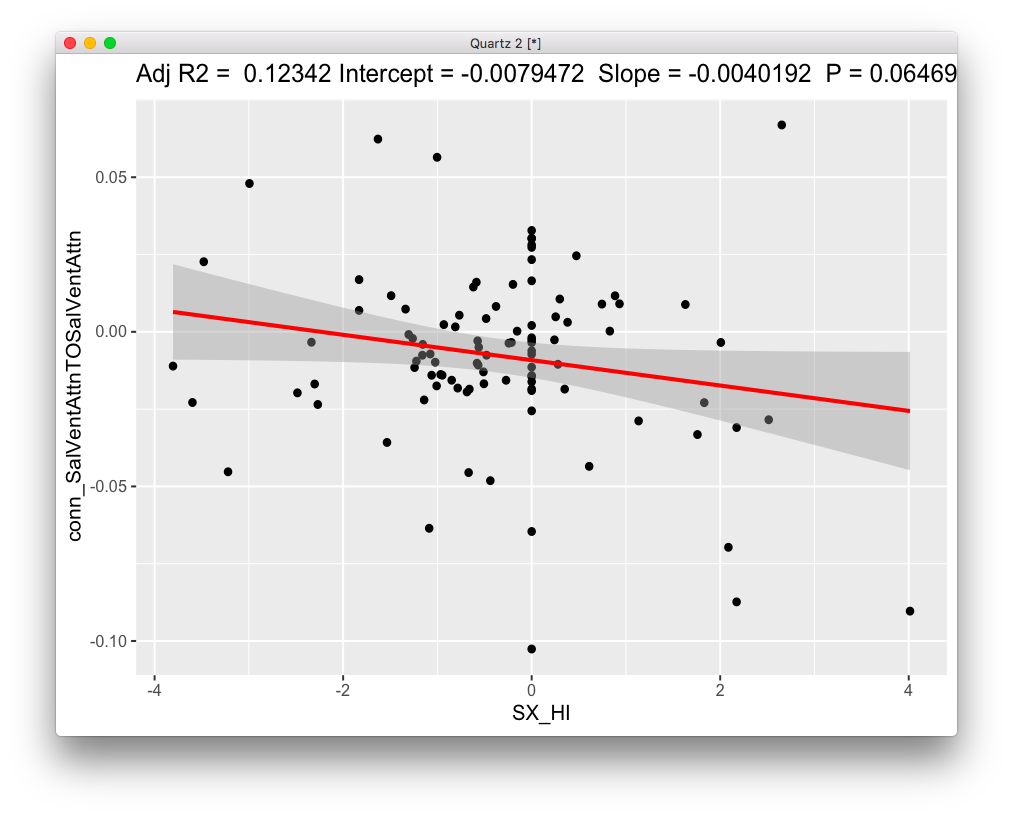 Quartz 2 [*]
Adj R2 =  0.12342 Intercept = -0.0079472  Slope = -0.0040192  P = 0.06469
conn_SalVentAttnTOSalVentAttn
0.05
0.00
-0.05
-0.10
-4
-2
0
2
4
SX_HI